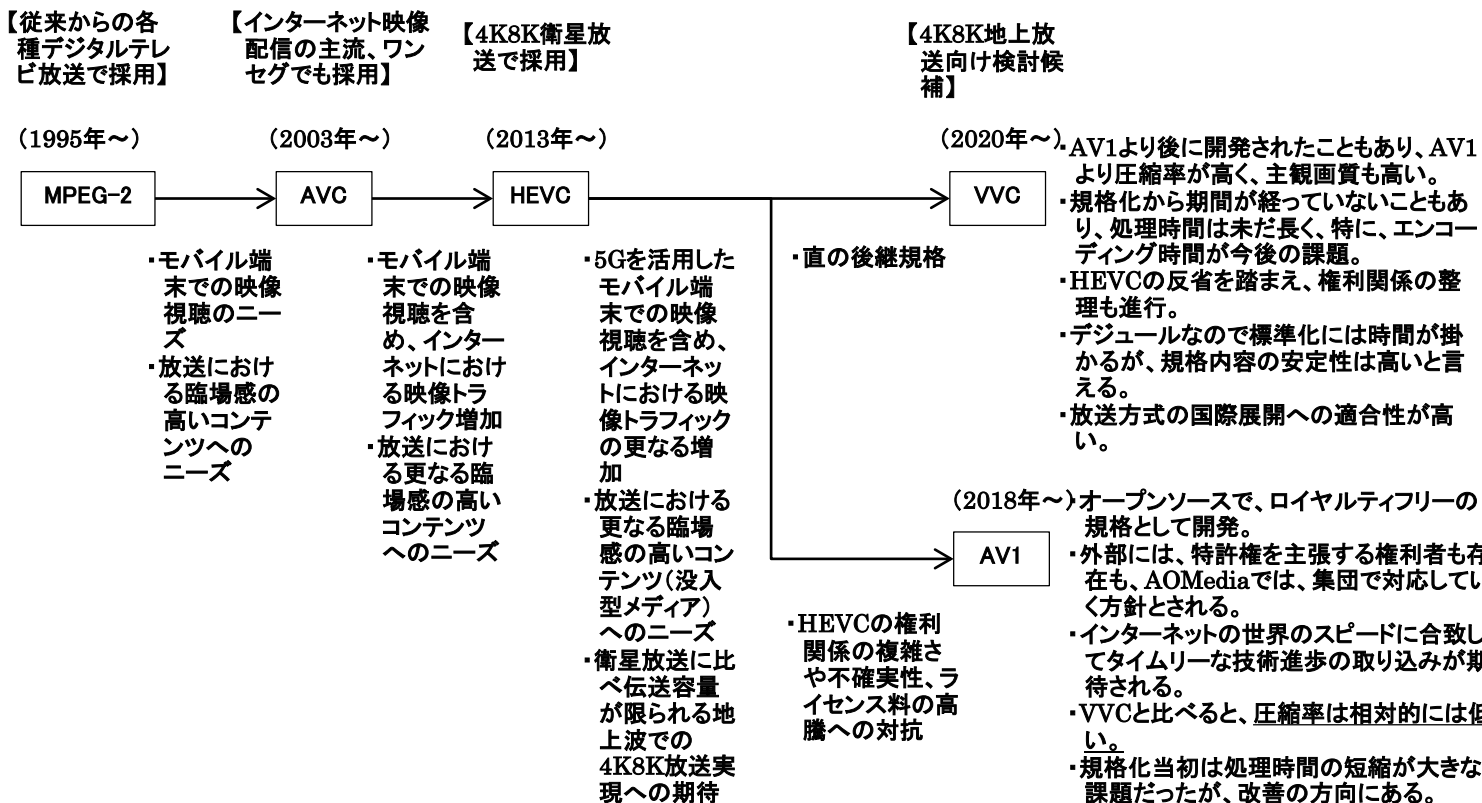 【従来からの各
種デジタルテレ
ビ放送で採用】
【インターネット映像
配信の主流、ワン
セグでも採用】
【4K8K衛星放
送で採用】
【4K8K地上放
送向け検討候
補】
（1995年～）
（2003年～）
（2013年～）
（2020年～）
MPEG-2
AVC
HEVC
VVC
・モバイル端
末での映像
視聴のニー
ズ
・放送におけ
る臨場感の
高いコンテ
ンツへの
ニーズ
・モバイル端
末での映像
視聴を含
め、インター
ネットにおけ
る映像トラ
フィック増加
・放送におけ
る更なる臨
場感の高い
コンテンツ
へのニーズ
・5Gを活用した
モバイル端
末での映像
視聴を含め、
インターネッ
トにおける映
像トラフィック
の更なる増
加
・放送における
更なる臨場
感の高いコン
テンツ（没入
型メディア）
へのニーズ
・衛星放送に比
べ伝送容量
が限られる地
上波での
4K8K放送実
現への期待
・直の後継規格
・AV1より後に開発されたこともあり、AV1
より圧縮率が高く、主観画質も高い。
・規格化から期間が経っていないこともあ
り、処理時間は未だ長く、特に、エンコー
ディング時間が今後の課題。
・HEVCの反省を踏まえ、権利関係の整
理も進行。
・デジュールなので標準化には時間が掛
かるが、規格内容の安定性は高いと言
える。
・放送方式の国際展開への適合性が高
い。
（2018年～）
AV1
・HEVCの権利
関係の複雑さ
や不確実性、ラ
イセンス料の高
騰への対抗
・オープンソースで、ロイヤルティフリーの
規格として開発。
・外部には、特許権を主張する権利者も存
在も、AOMediaでは、集団で対応してい
く方針とされる。
・インターネットの世界のスピードに合致し
てタイムリーな技術進歩の取り込みが期
待される。
・VVCと比べると、圧縮率は相対的には低
い。
・規格化当初は処理時間の短縮が大きな
課題だったが、改善の方向にある。